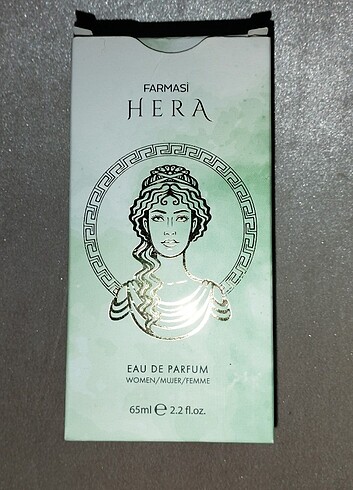 FARMASİ
HERA
EAU DE PARFUM
WOMEN/MUJER/FEMME
65ml ℮ 2.2 fl.oz.